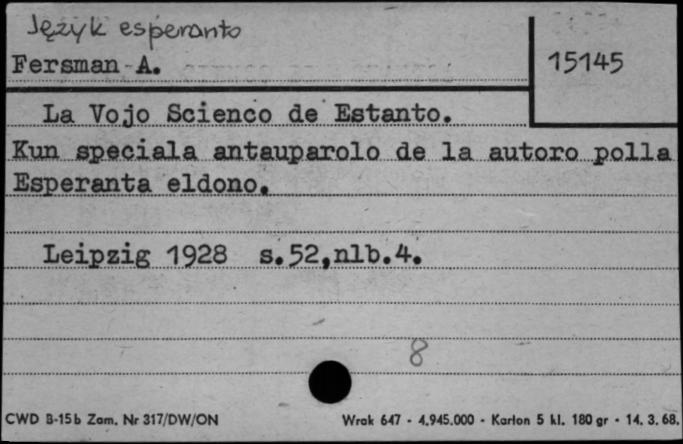 Język esperanto
Fersman A.
15145
La Vojo Scienco de Estanto.
Kun speciala antauparolo de la autoro polla
Esperanta eldono.
Leipzig 1928 s.52,nlb.4.
8
CWD B-15b Zam. Nr 317/DW/ON
Wrak 647 - 4.945.000 - Karton 5 kl. 180 gr - 14. 3. 68.